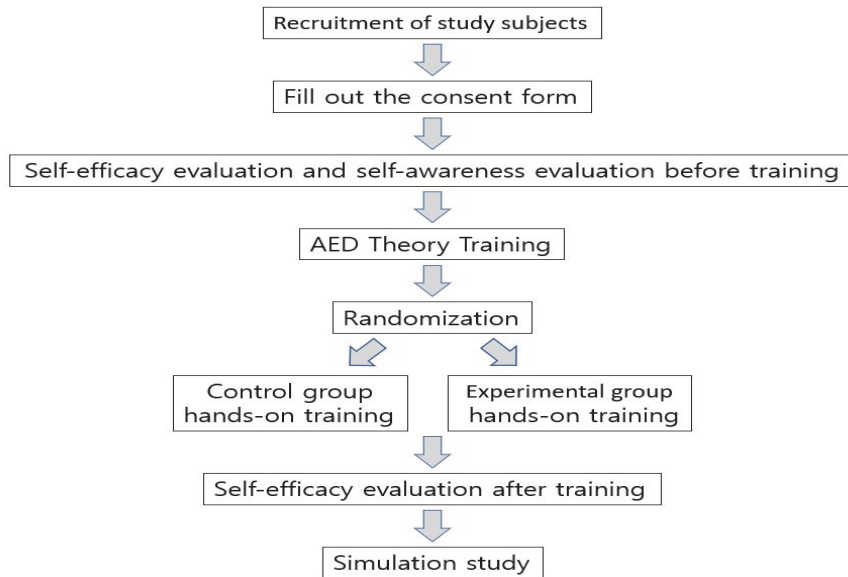 Recruitment of study subjects
Fill out the consent form
Self-efficacy evaluation and self-awareness evaluation before training
AED Theory Training
Randomization
Control group
hands-on training
Experimental group
hands-on training
Self-efficacy evaluation after training
Simulation study